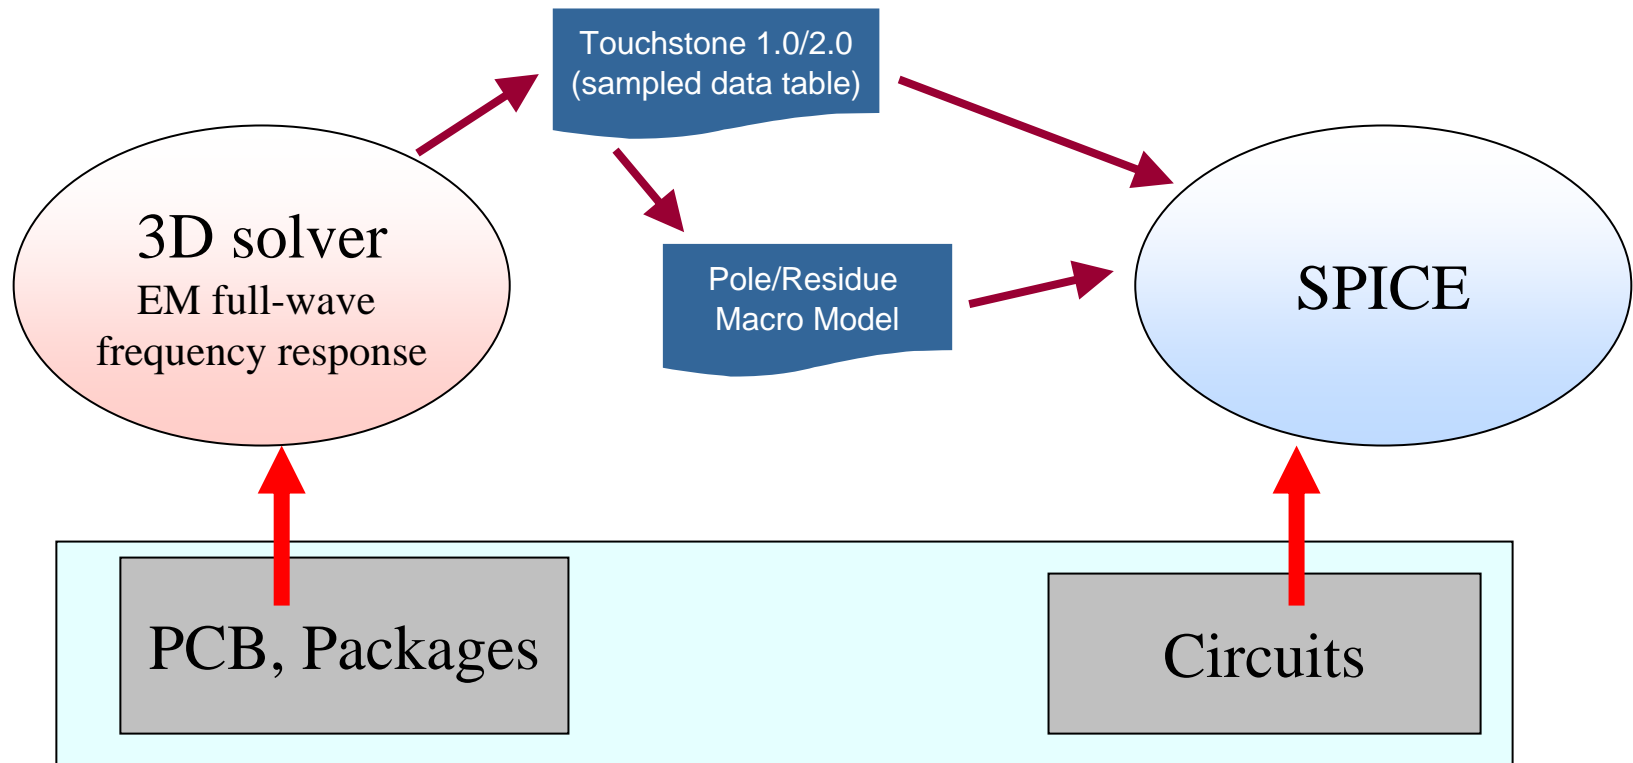 Touchstone 1.0/2.0
(sampled data table)
3D solver
EM full-wave
frequency response
Pole/Residue
Macro Model
SPICE
PCB, Packages
Circuits